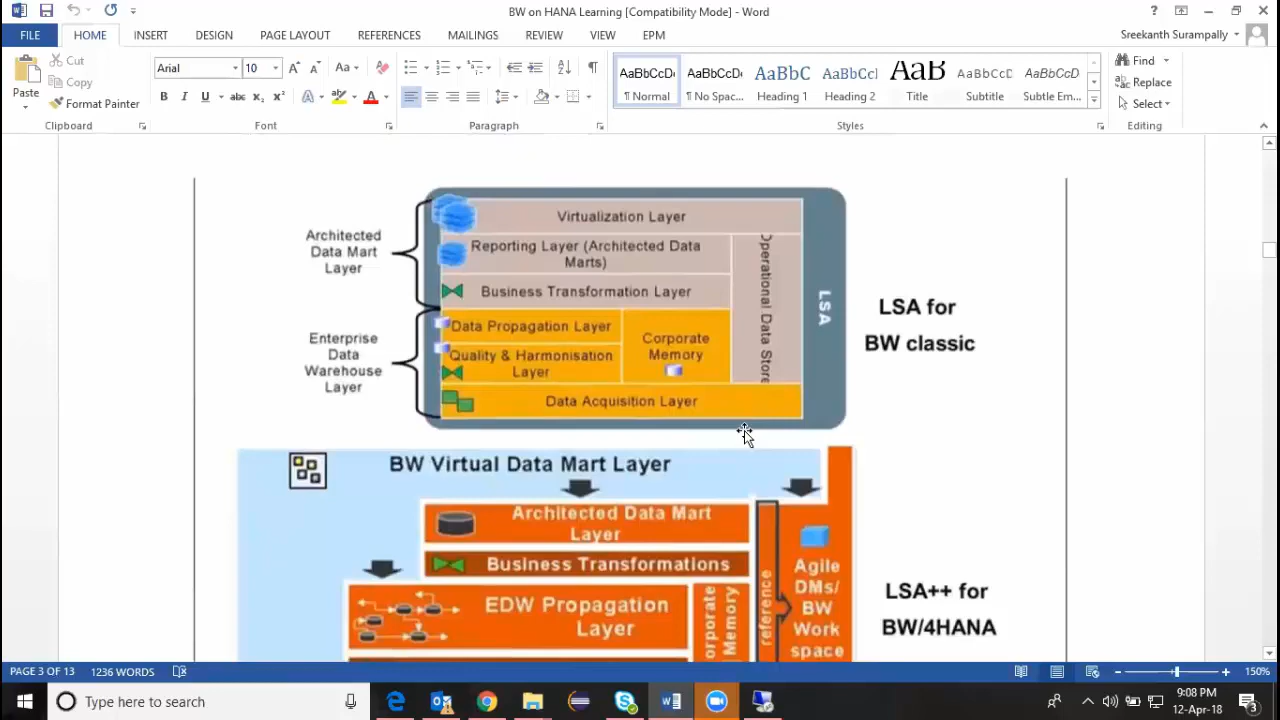 BW on HANA Learning [Compatibility Mode] - Word
?
FILE
HOME
INSERT
DESIGN
PAGE LAYOUT
REFERENCES
MAILINGS
REVIEW
VIEW
EPM
Sreekanth Surampally
Paste
Cut
Copy
Format Painter
Clipboard
Arial
10
Font
Paragraph
AaBbCcDc
¶ Normal
AaBbCcDc
¶ No Spac...
AaBbC
Heading 1
AaBbCc
Heading 2
AaB
Title
AaBbCcD
Subtitle
AaBbCcD
Subtle Em...
Styles
Find
Replace
Select
Editing
Architected
Data Mart
Layer
Enterprise
Data
Warehouse
Layer
Virtualization Layer
Reporting Layer (Architected Data
Marts)
Business Transformation Layer
Data Propagation Layer
Quality & Harmonisation
Layer
Corporate
Memory
Operational Data Store
Data Acquisition Layer
LSA
LSA for
BW classic
BW Virtual Data Mart Layer
Architected Data Mart
Layer
Business Transformations
EDW Propagation
Layer
Memory
reference
Agile
DMs/
BW
Work
space
LSA++ for
BW/4HANA
PAGE 3 OF 13
1236 WORDS
150%
Type here to search
9:08 PM
12-Apr-18
3